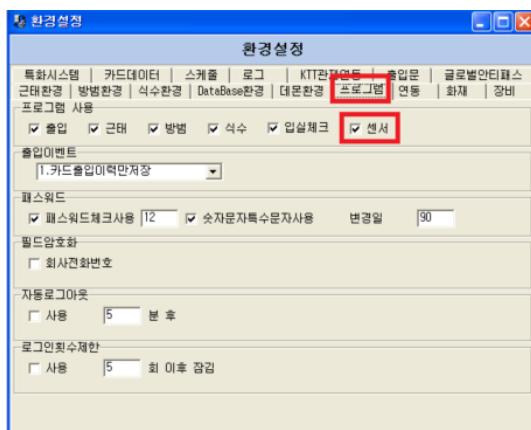 환경설정
환경설정
특화시스템 | 카드데이터 | 스케줄 | 로그 | KTT관제연동 | 출입문 | 글로벌안티패스
근태환경 | 방범환경 | 식수환경 | DataBase환경 | 데몬환경 | 프로그램 | 연동 | 화재 | 장비
프로그램 사용
출입 근태 방범 식수 입실체크 센서
출입이벤트
1.카드출입이력만저장
패스워드
패스워드체크사용 12 숫자문자특수문자사용 변경일 90
필드암호화
회사전화번호
자동로그아웃
사용 5 분 후
로그인횟수제한
사용 5 회 이후 잠김